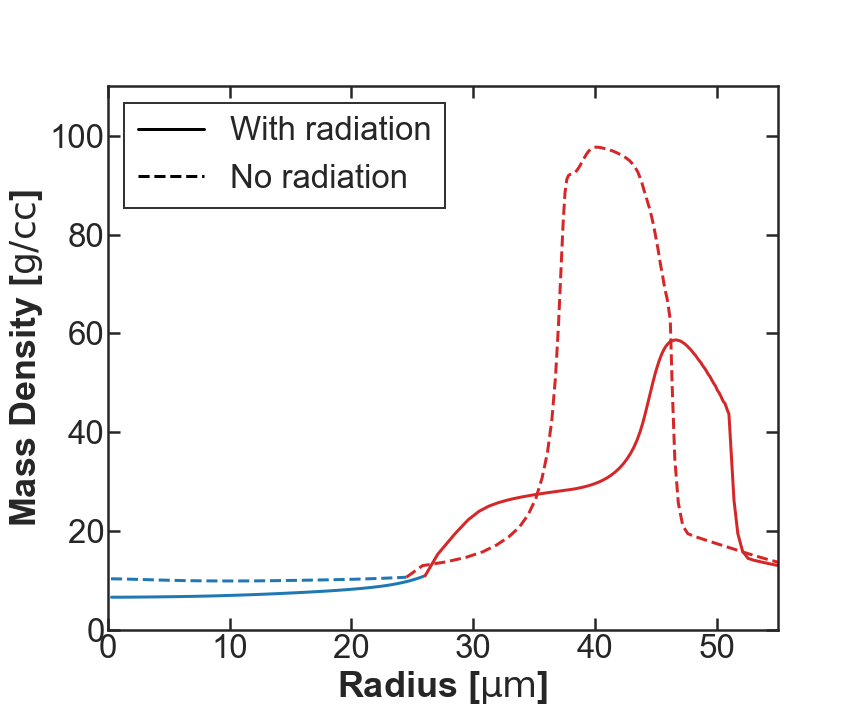 With radiation
No radiation
100
80
60
40
20
0
0 10 20 30 40 50
Radius [μm]
Mass Density [g/cc]